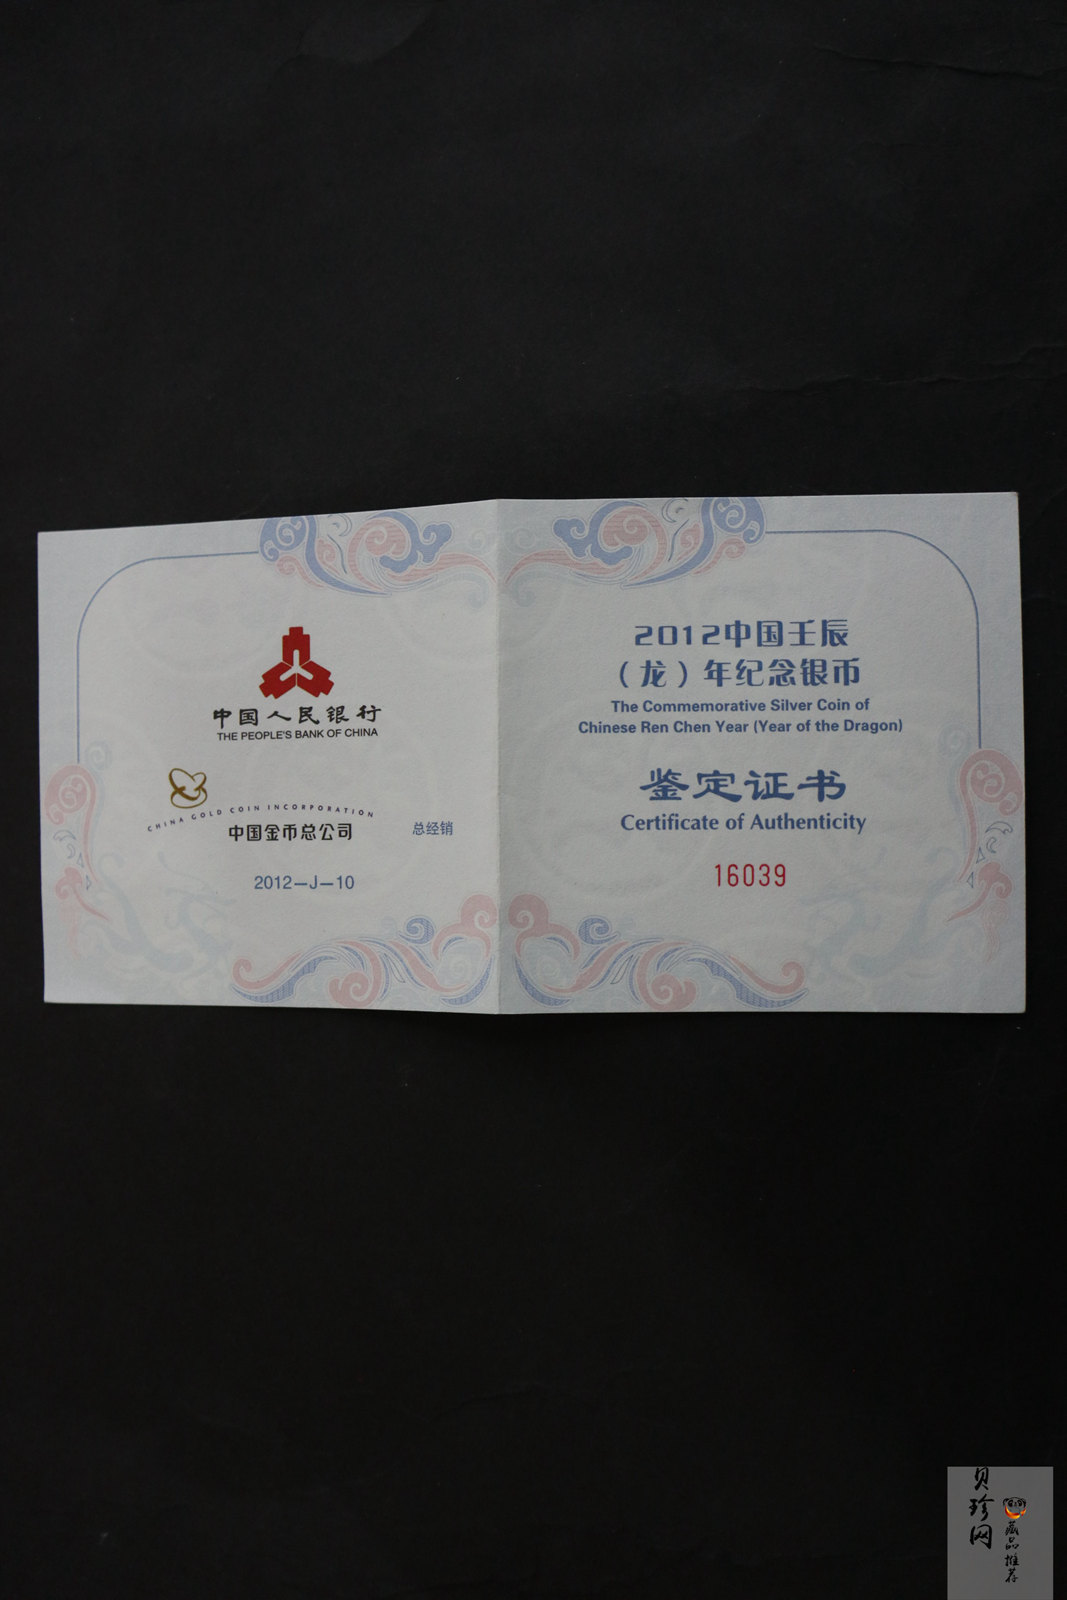 中国人民银行
THE PEOPLE'S BANK OF CHINA
CHINA GOLD COIN INCORPORATION
中国金币总公司
总经销
2012—J—10
2012中国壬辰
（龙）年纪念银币
The Commemorative Silver Coin of
Chinese Ren Chen Year (Year of the Dragon)
鉴定证书
Certificate of Authenticity
16039
贝珍网
藏品推荐